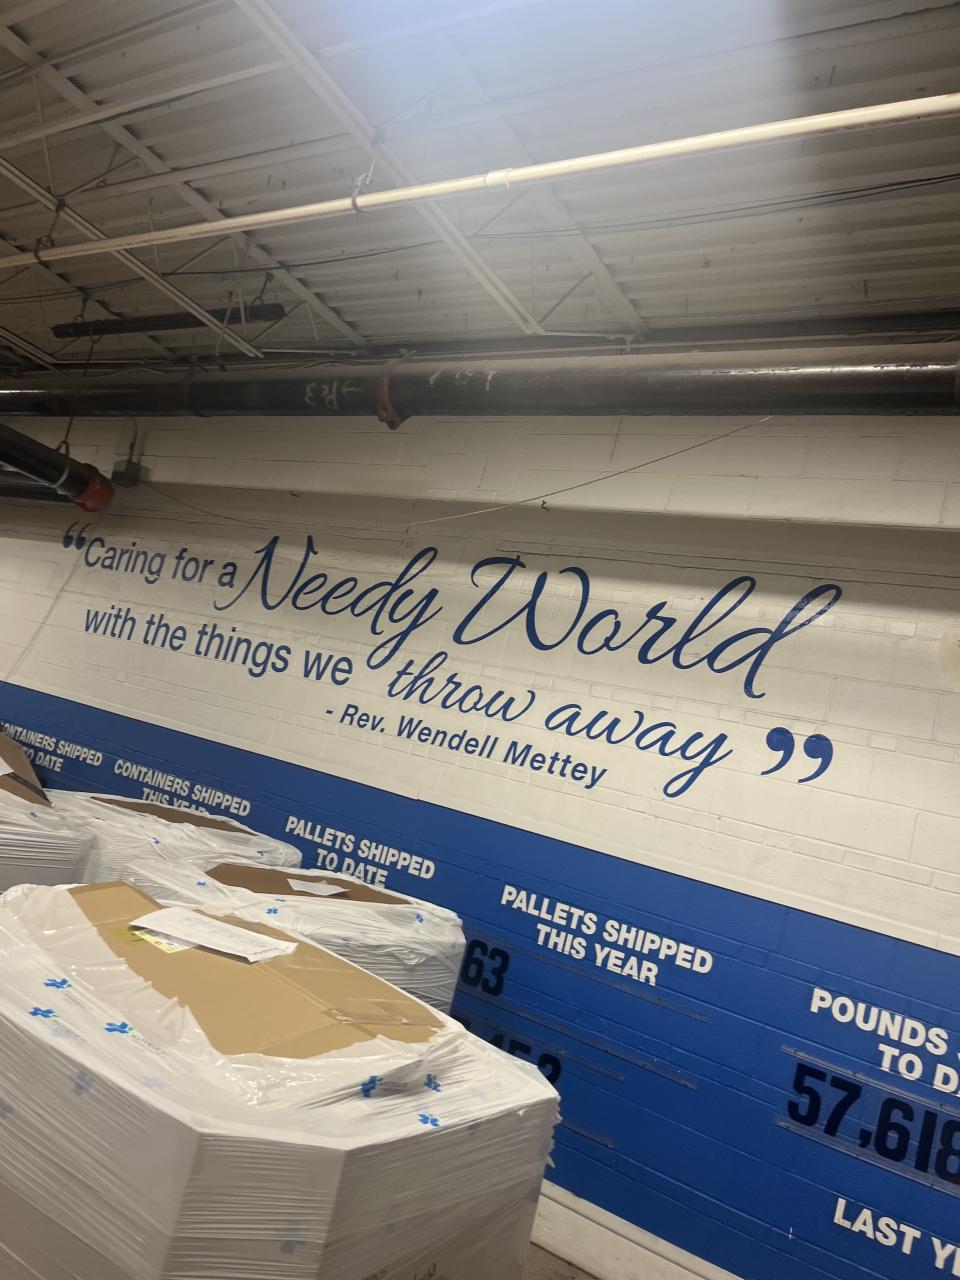 “Caring for a Needy World
with the things we throw away”
- Rev. Wendell Mettey
CONTAINERS SHIPPED
TO DATE
CONTAINERS SHIPPED
THIS YEAR
PALLETS SHIPPED
TO DATE
63
PALLETS SHIPPED
THIS YEAR
POUNDS
TO D
57,618
LAST Y